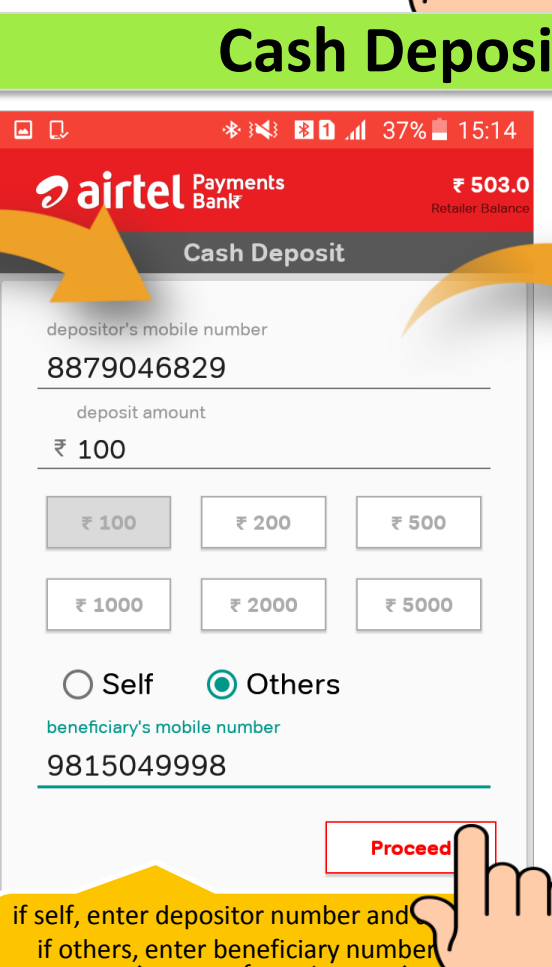 Cash Deposi
37% 15:14
airtel Payments Bank
₹ 503.0
Retailer Balance
Cash Deposit
depositor's mobile number
8879046829
deposit amount
₹ 100
₹ 100 ₹ 200 ₹ 500
₹ 1000 ₹ 2000 ₹ 5000
Self Others
beneficiary's mobile number
9815049998
Proceed
if self, enter depositor number and
if others, enter beneficiary number